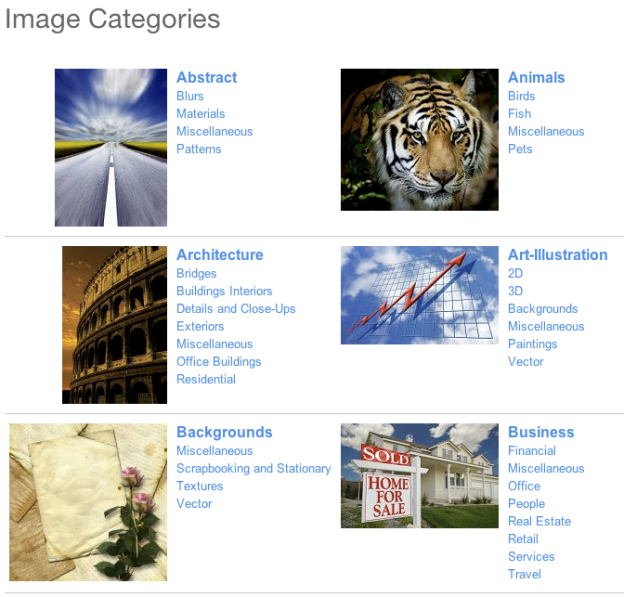 Image Categories
Abstract
Blurs
Materials
Miscellaneous
Patterns
Animals
Birds
Fish
Miscellaneous
Pets
Architecture
Bridges
Buildings Interiors
Details and Close-Ups
Exteriors
Miscellaneous
Office Buildings
Residential
Art-Illustration
2D
3D
Backgrounds
Miscellaneous
Paintings
Vector
Backgrounds
Miscellaneous
Scrapbooking and Stationary
Textures
Vector
SOLD
HOME
FOR
SALE
Business
Financial
Miscellaneous
Office
People
Real Estate
Retail
Services
Travel